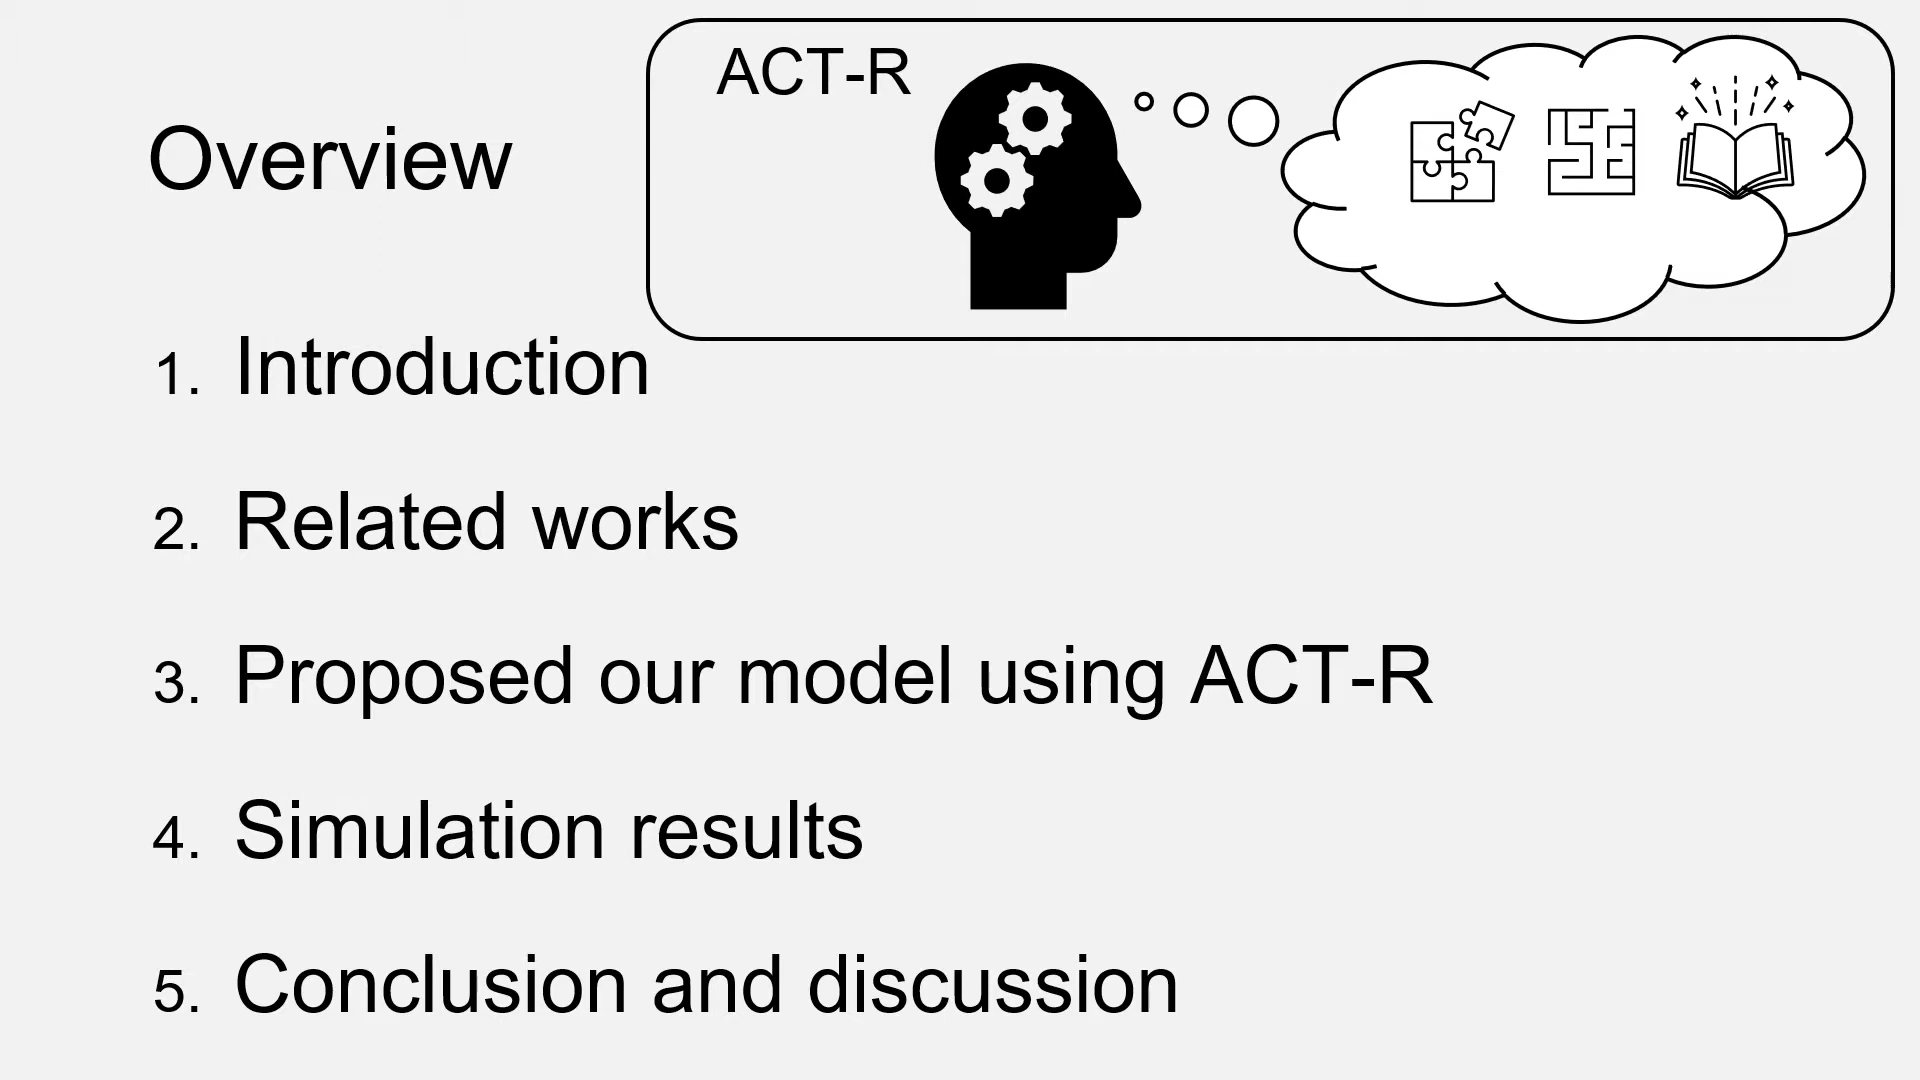 ACT-R
Overview
1. Introduction
2. Related works
3. Proposed our model using ACT-R
4. Simulation results
5. Conclusion and discussion